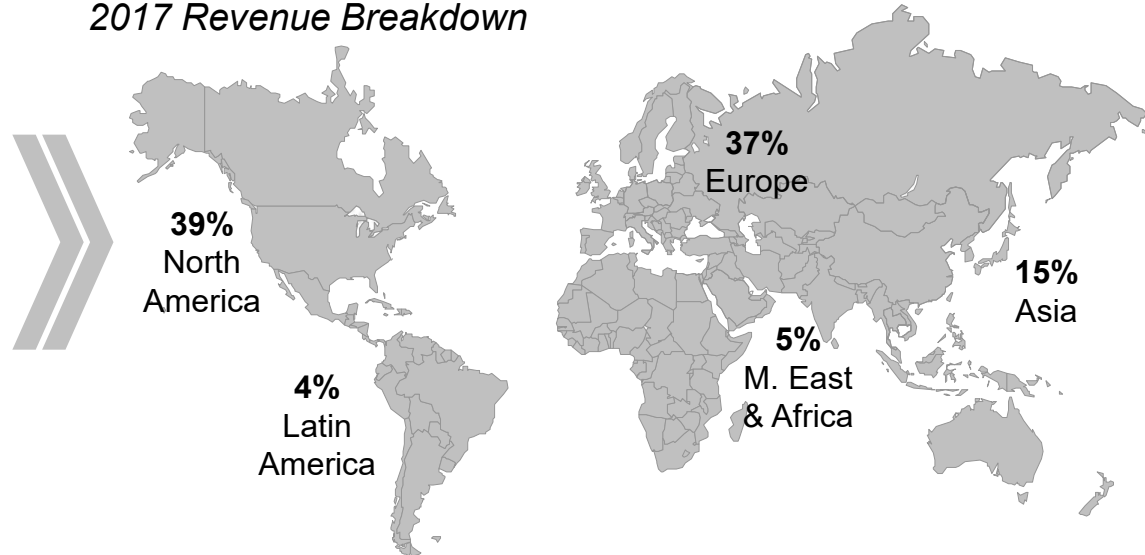 2017 Revenue Breakdown
37%
Europe
39%
North
America
15%
Asia
5%
M. East
& Africa
4%
Latin
America